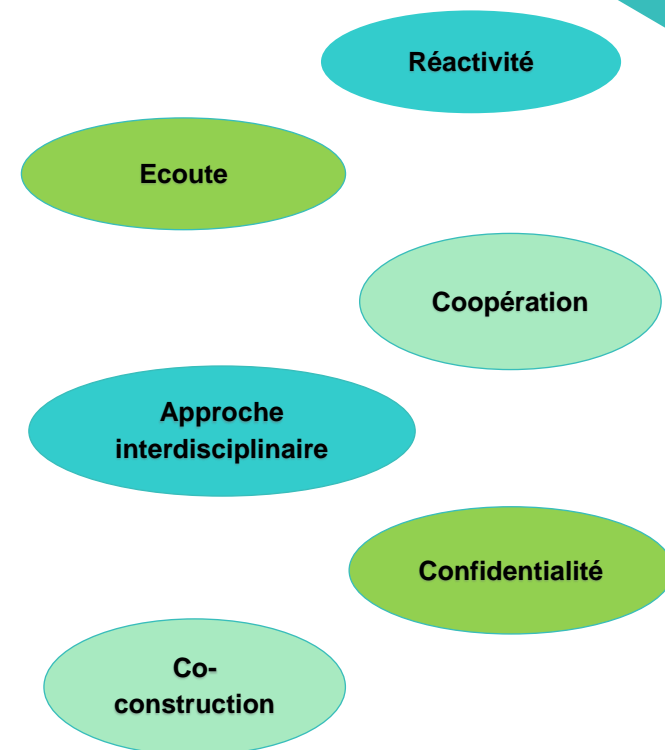 Réactivité
Ecoute
Coopération
Approche
interdisciplinaire
Confidentialité
Co-
construction